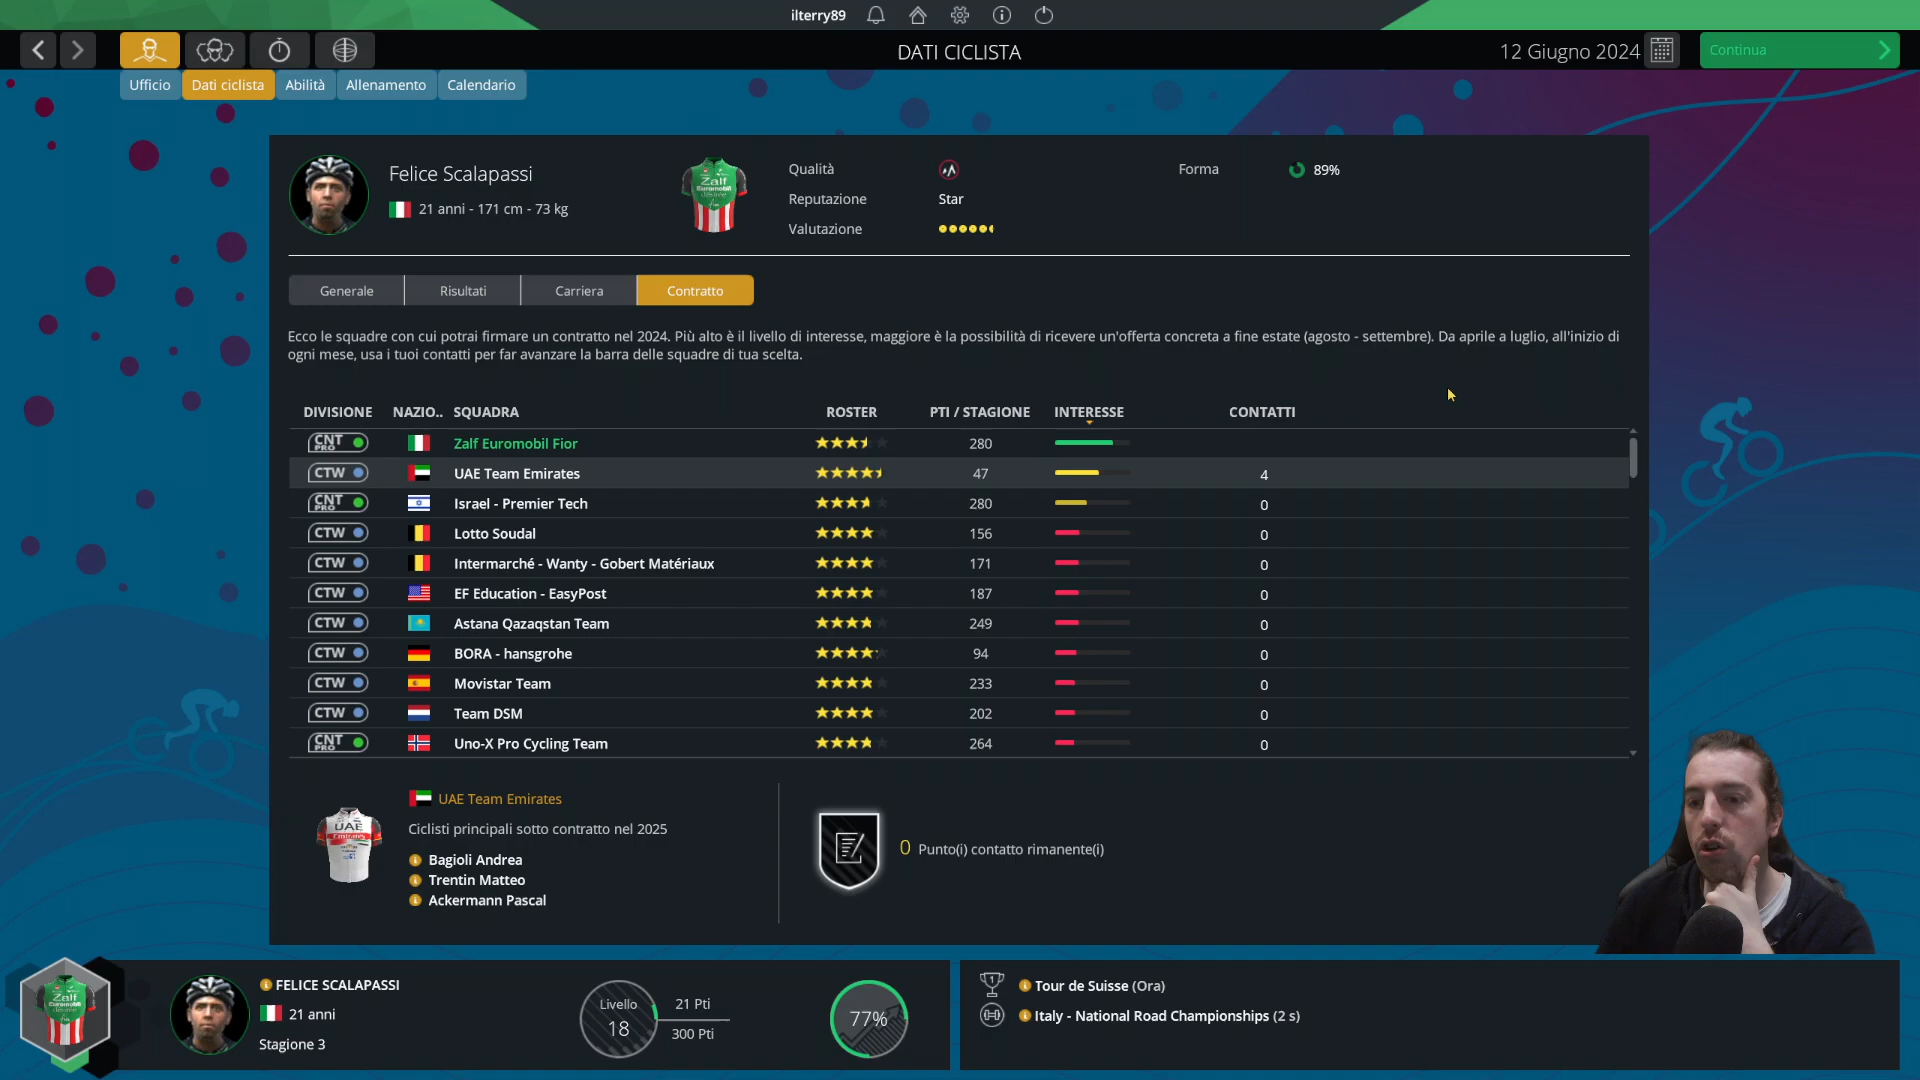 ilterry89
DATI CICLISTA
12 Giugno 2024
Continua
Ufficio
Dati ciclista
Abilità
Allenamento
Calendario
Felice Scalapassi
21 anni - 171 cm - 73 kg
Zalf
Euromobil
Qualità
Reputazione
Star
Valutazione
Forma
89%
Generale
Risultati
Carriera
Contratto
Ecco le squadre con cui potrai firmare un contratto nel 2024. Più alto è il livello di interesse, maggiore è la possibilità di ricevere un'offerta concreta a fine estate (agosto - settembre). Da aprile a luglio, all'inizio di
ogni mese, usa i tuoi contatti per far avanzare la barra delle squadre di tua scelta.
DIVISIONE NAZIO.. SQUADRA ROSTER PTI / STAGIONE INTERESSE CONTATTI
CNT PRO Zalf Euromobil Fior 280
CTW UAE Team Emirates 47 4
CNT PRO Israel - Premier Tech 280 0
CTW Lotto Soudal 156 0
CTW Intermarché - Wanty - Gobert Matériaux 171 0
CTW EF Education - EasyPost 187 0
CTW Astana Qazaqstan Team 249 0
CTW BORA - hansgrohe 94 0
CTW Movistar Team 233 0
CTW Team DSM 202 0
CNT PRO Uno-X Pro Cycling Team 264 0
UAE
Emirates
UAE Team Emirates
Ciclisti principali sotto contratto nel 2025
Bagioli Andrea
Trentin Matteo
Ackermann Pascal
0 Punto(i) contatto rimanente(i)
Zalf
Euromobil
FELICE SCALAPASSI
21 anni
Stagione 3
Livello
18
21 Pti
300 Pti
77%
Tour de Suisse (Ora)
Italy - National Road Championships (2 s)